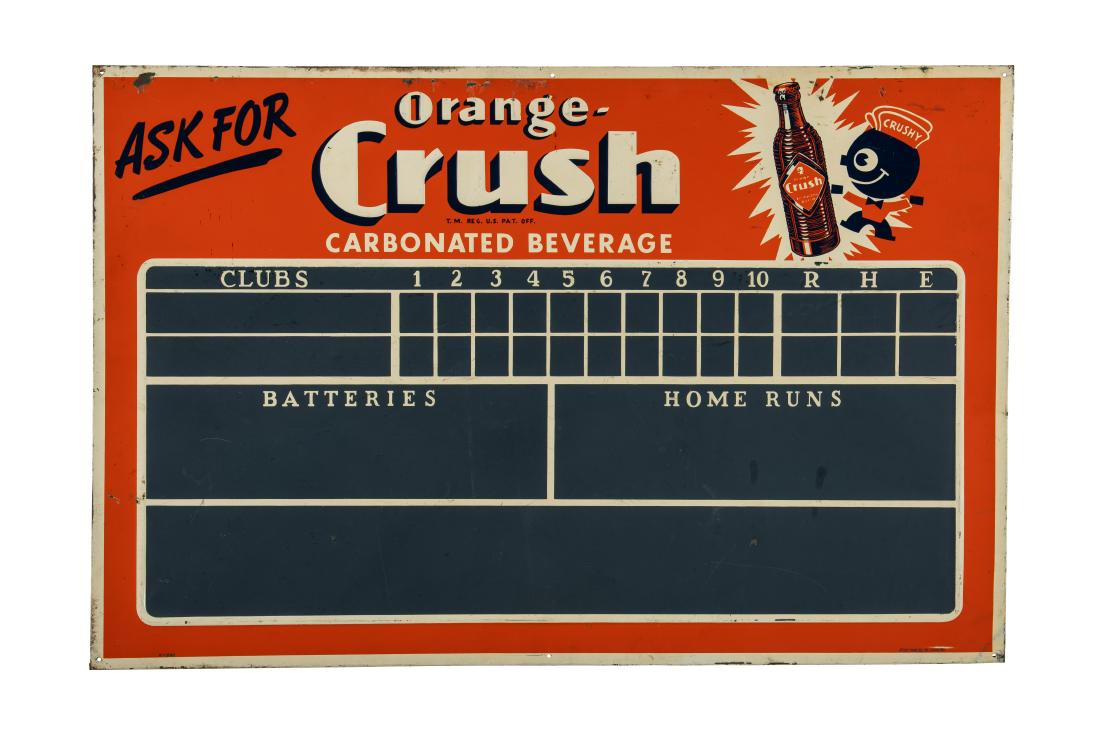 ASK FOR
Orange-
Crush
T.M. REG. U.S. PAT. OFF.
CARBONATED BEVERAGE
Crush
CRUSHY
CLUBS 1 2 3 4 5 6 7 8 9 10 R H E
BATTERIES HOME RUNS